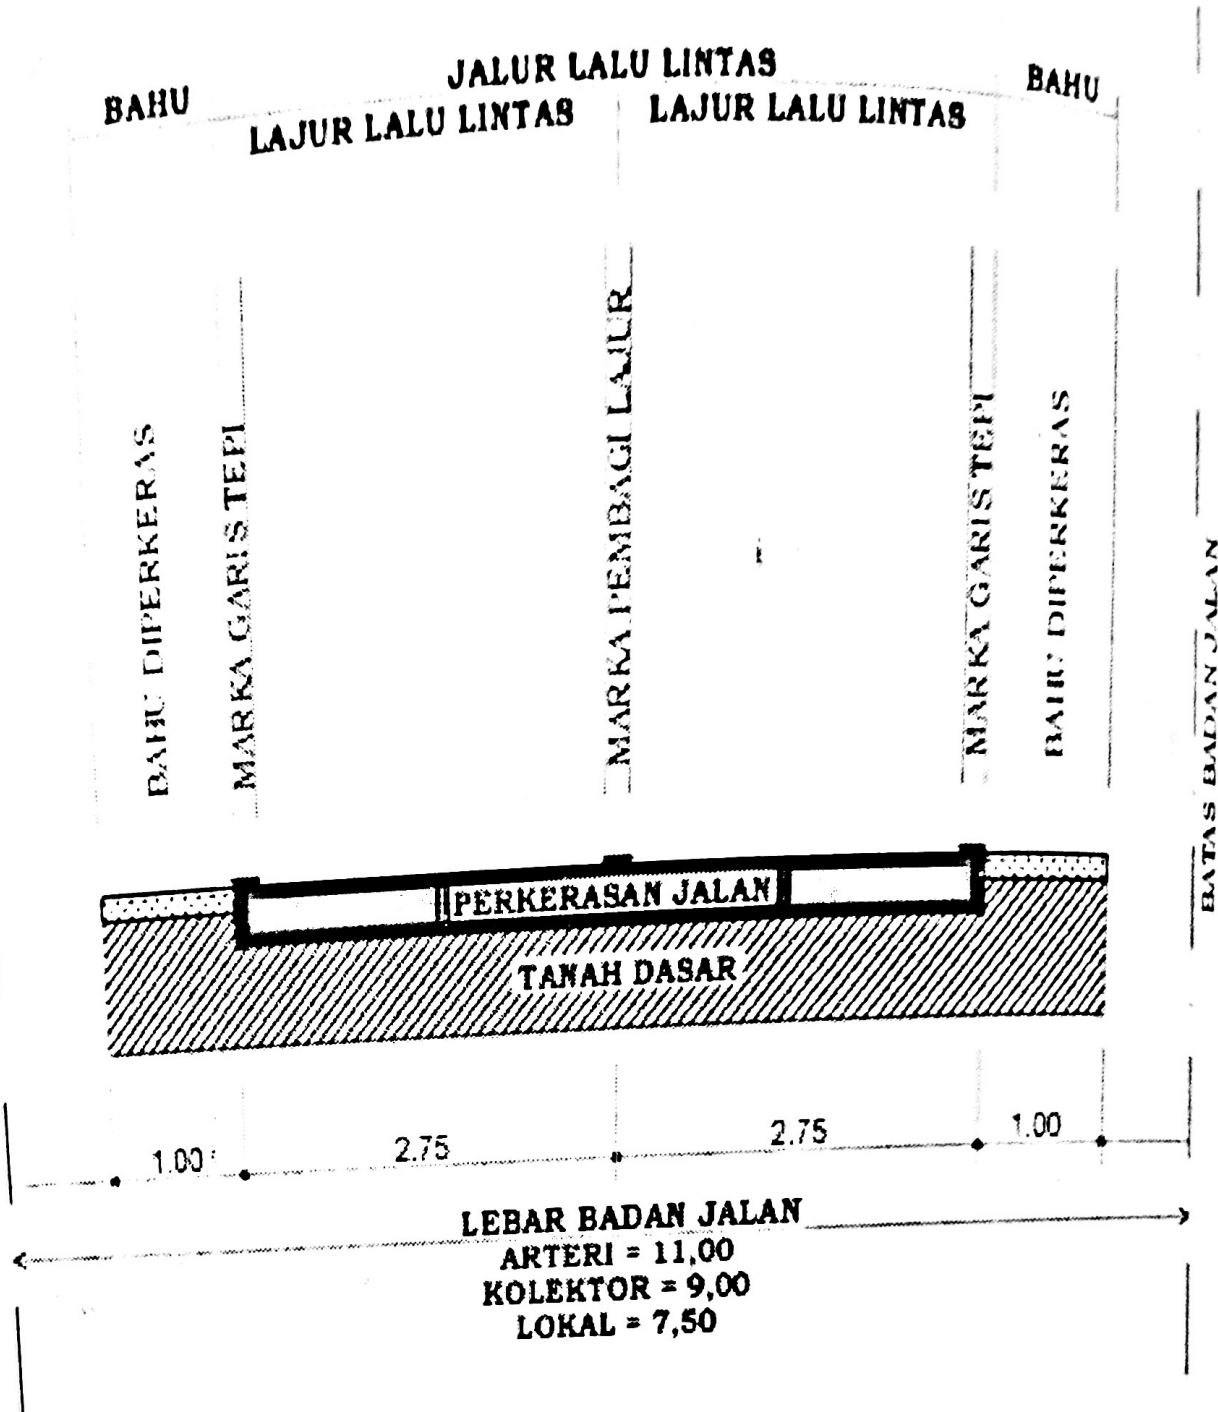 JALUR LALU LINTAS
BAHU
BAHU
LAJUR LALU LINTAS
LAJUR LALU LINTAS
BAHU DIPERKERAS
MARKA GARIS TEPI
MARKA PEMBAGI LAJUR
MARKA GARIS TEPI
BAHU DIPERKERAS
BATAS BADAN JALAN
PERKERASAN JALAN
TANAH DASAR
1.00
2.75
2.75
1.00
LEBAR BADAN JALAN
ARTERI = 11,00
KOLEKTOR = 9,00
LOKAL = 7,50